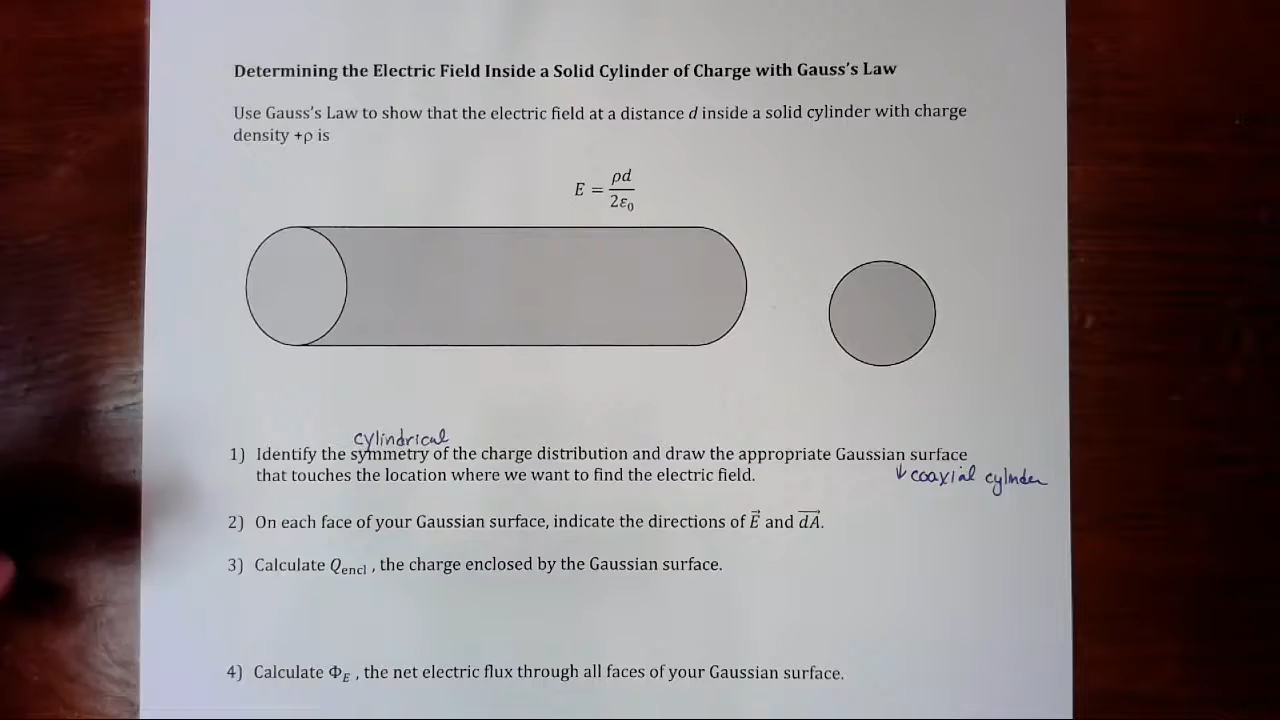 Determining the Electric Field Inside a Solid Cylinder of Charge with Gauss's Law
Use Gauss's Law to show that the electric field at a distance d inside a solid cylinder with charge
density +ρ is
E = ρd / 2ε₀
cylindrical
1) Identify the symmetry of the charge distribution and draw the appropriate Gaussian surface
that touches the location where we want to find the electric field.
↓ coaxial cylinder
2) On each face of your Gaussian surface, indicate the directions of E⃗ and dA⃗.
3) Calculate Qencl , the charge enclosed by the Gaussian surface.
4) Calculate ΦE , the net electric flux through all faces of your Gaussian surface.